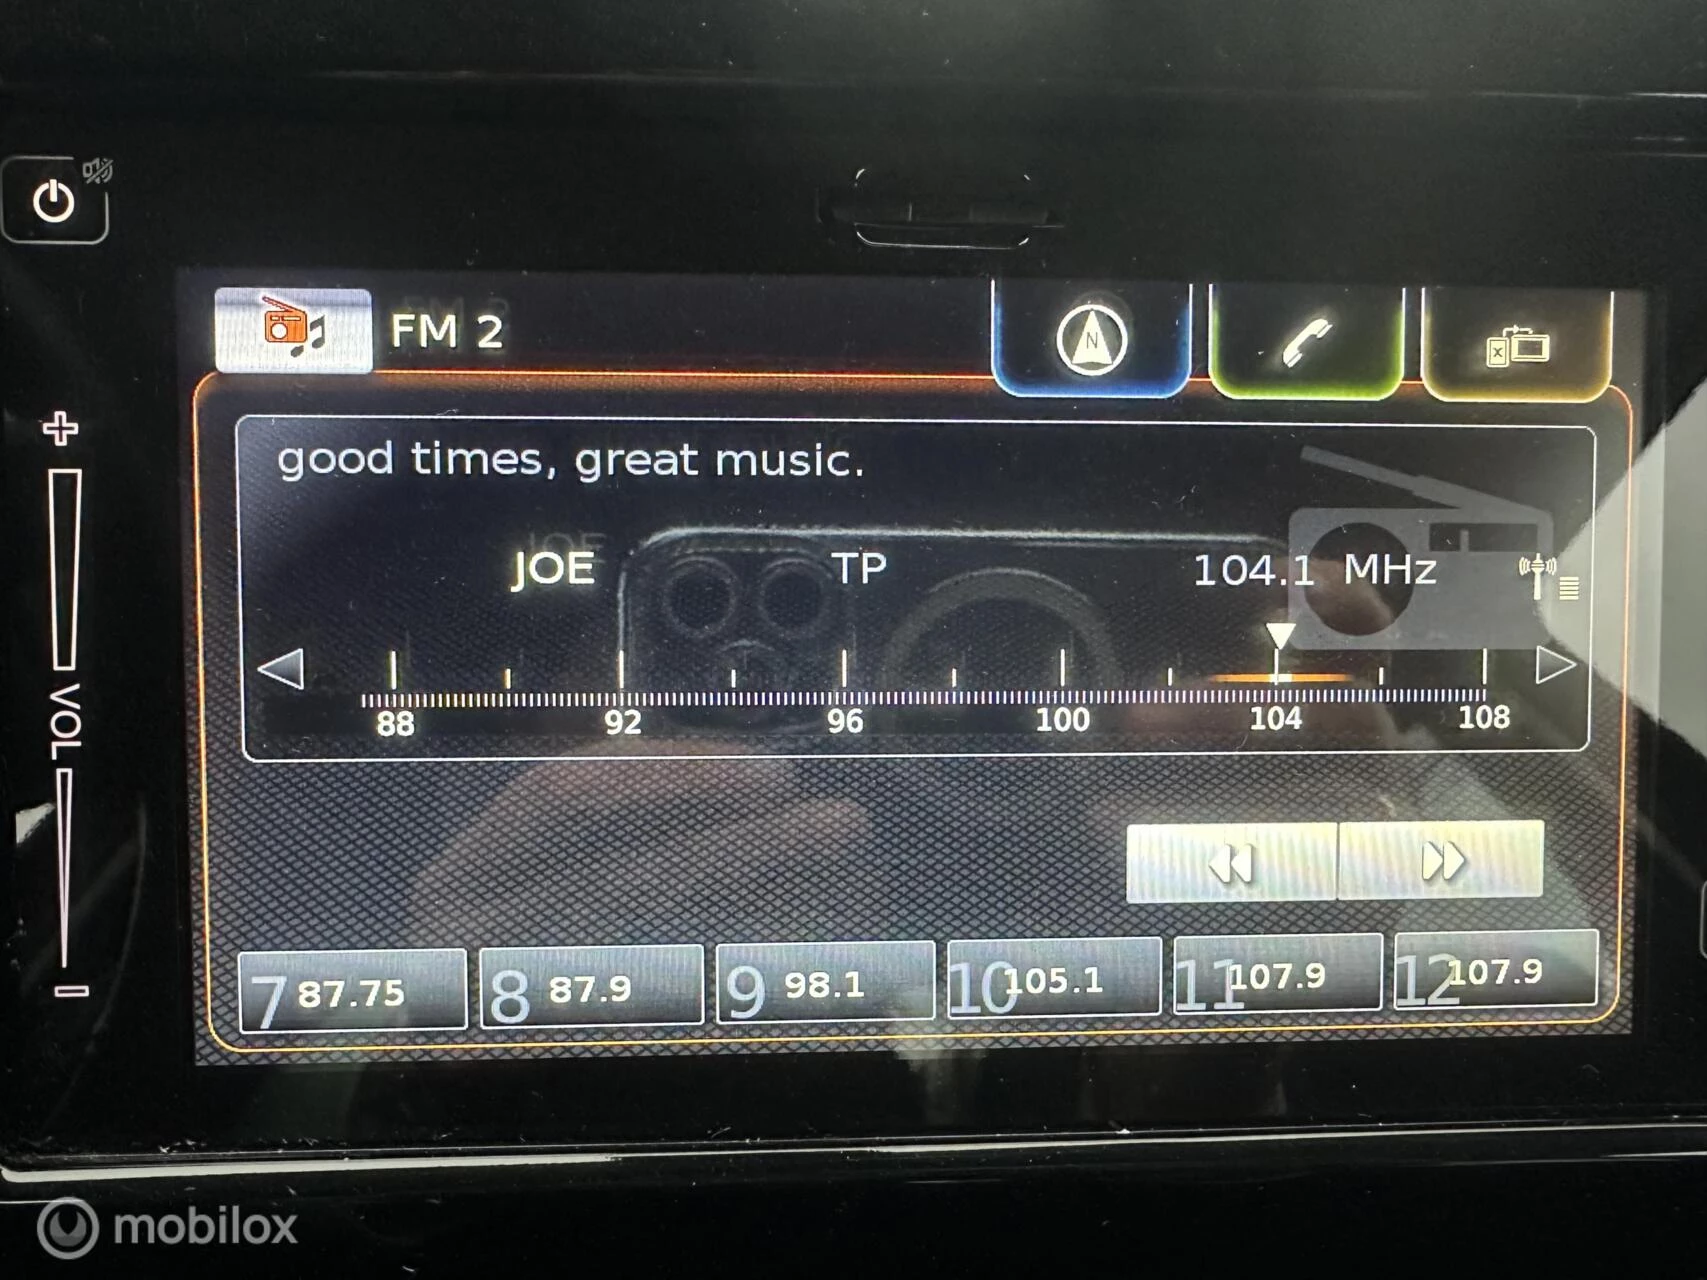 FM 2
N
good times, great music.
JOE TP 104.1 MHz
88 92 96 100 104 108
VOL
7 87.75 8 87.9 9 98.1 10 105.1 11 107.9 12 107.9
mobilox